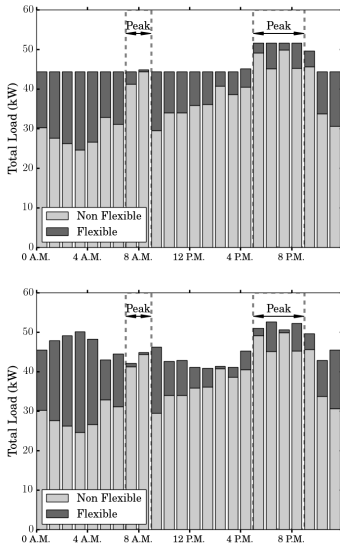 60
Peak
Peak
50
40
30
20
10
0
Total Load (kW)
Non Flexible
Flexible
0 A.M.
4 A.M.
8 A.M.
12 P.M.
4 P.M.
8 P.M.
60
Peak
Peak
50
40
30
20
10
0
Total Load (kW)
Non Flexible
Flexible
0 A.M.
4 A.M.
8 A.M.
12 P.M.
4 P.M.
8 P.M.